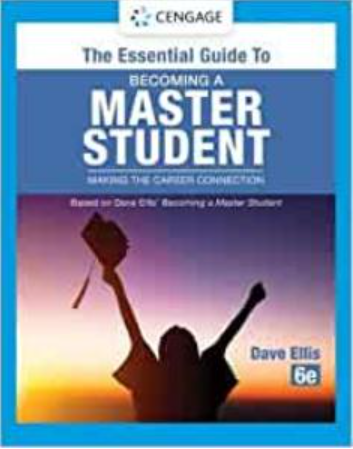 CENGAGE
The Essential Guide To
BECOMING A
MASTER
STUDENT
MAKING THE CAREER CONNECTION
Based on Dave Ellis' Becoming a Master Student
Dave Ellis
6e